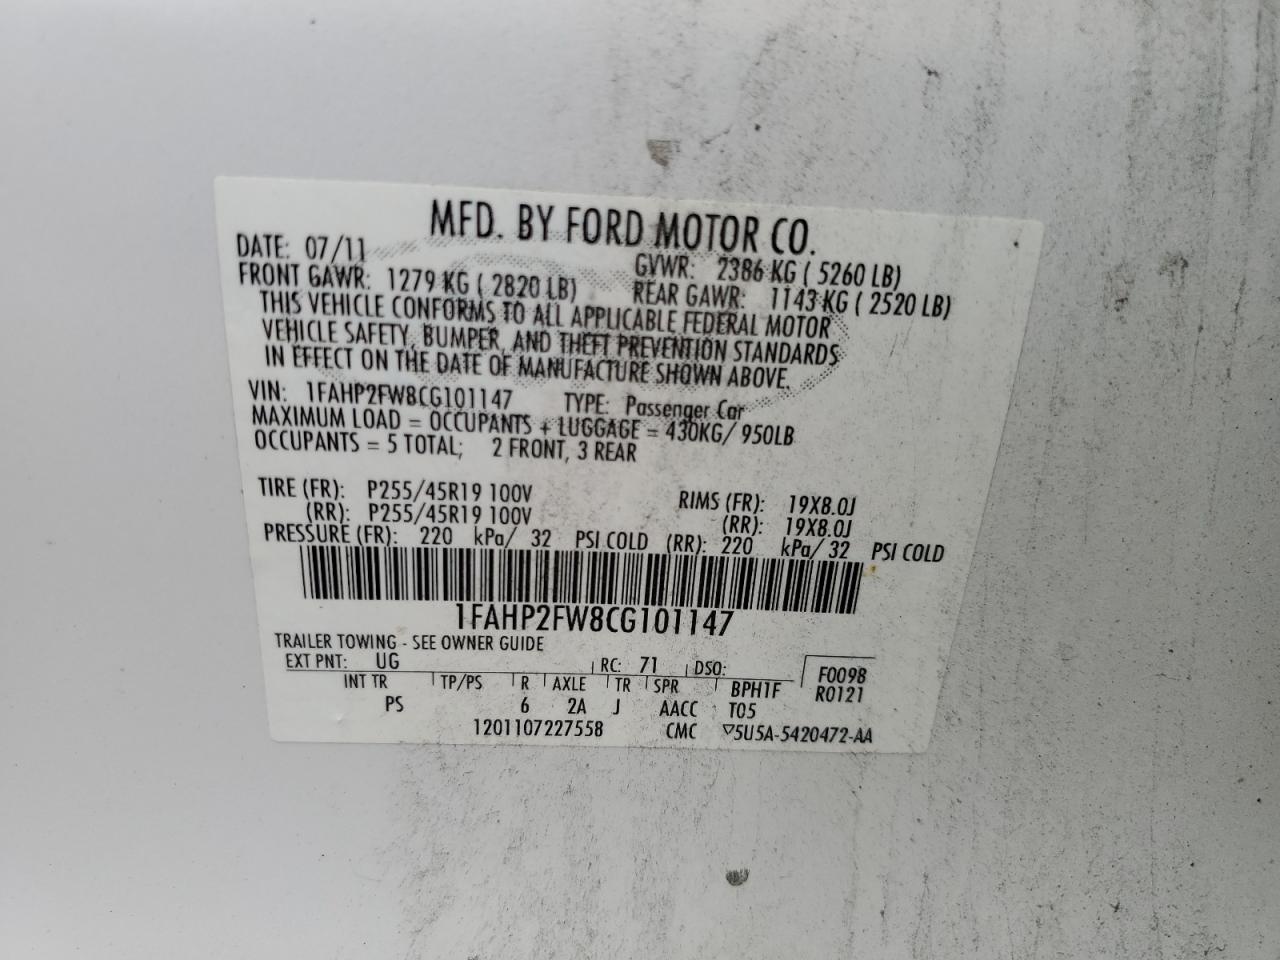 MFD. BY FORD MOTOR CO.
DATE: 07/11 GVWR: 2386 KG ( 5260 LB)
FRONT GAWR: 1279 KG ( 2820 LB) REAR GAWR: 1143 KG ( 2520 LB)
THIS VEHICLE CONFORMS TO ALL APPLICABLE FEDERAL MOTOR
VEHICLE SAFETY, BUMPER, AND THEFT PREVENTION STANDARDS
IN EFFECT ON THE DATE OF MANUFACTURE SHOWN ABOVE.
VIN: 1FAHP2FW8CG101147 TYPE: Passenger Car
MAXIMUM LOAD = OCCUPANTS + LUGGAGE = 430KG/ 950LB
OCCUPANTS = 5 TOTAL; 2 FRONT, 3 REAR
TIRE (FR): P255/45R19 100V RIMS (FR): 19X8.0J
(RR): P255/45R19 100V (RR): 19X8.0J
PRESSURE (FR): 220 kPa/ 32 PSI COLD (RR): 220 kPa/ 32 PSI COLD
1FAHP2FW8CG101147
TRAILER TOWING - SEE OWNER GUIDE
EXT PNT: UG RC: 71 DSO: F0098
INT TR TP/PS R AXLE TR SPR BPH1F R0121
PS 6 2A J AACC T05
1201107227558 CMC ▽5U5A-5420472-AA